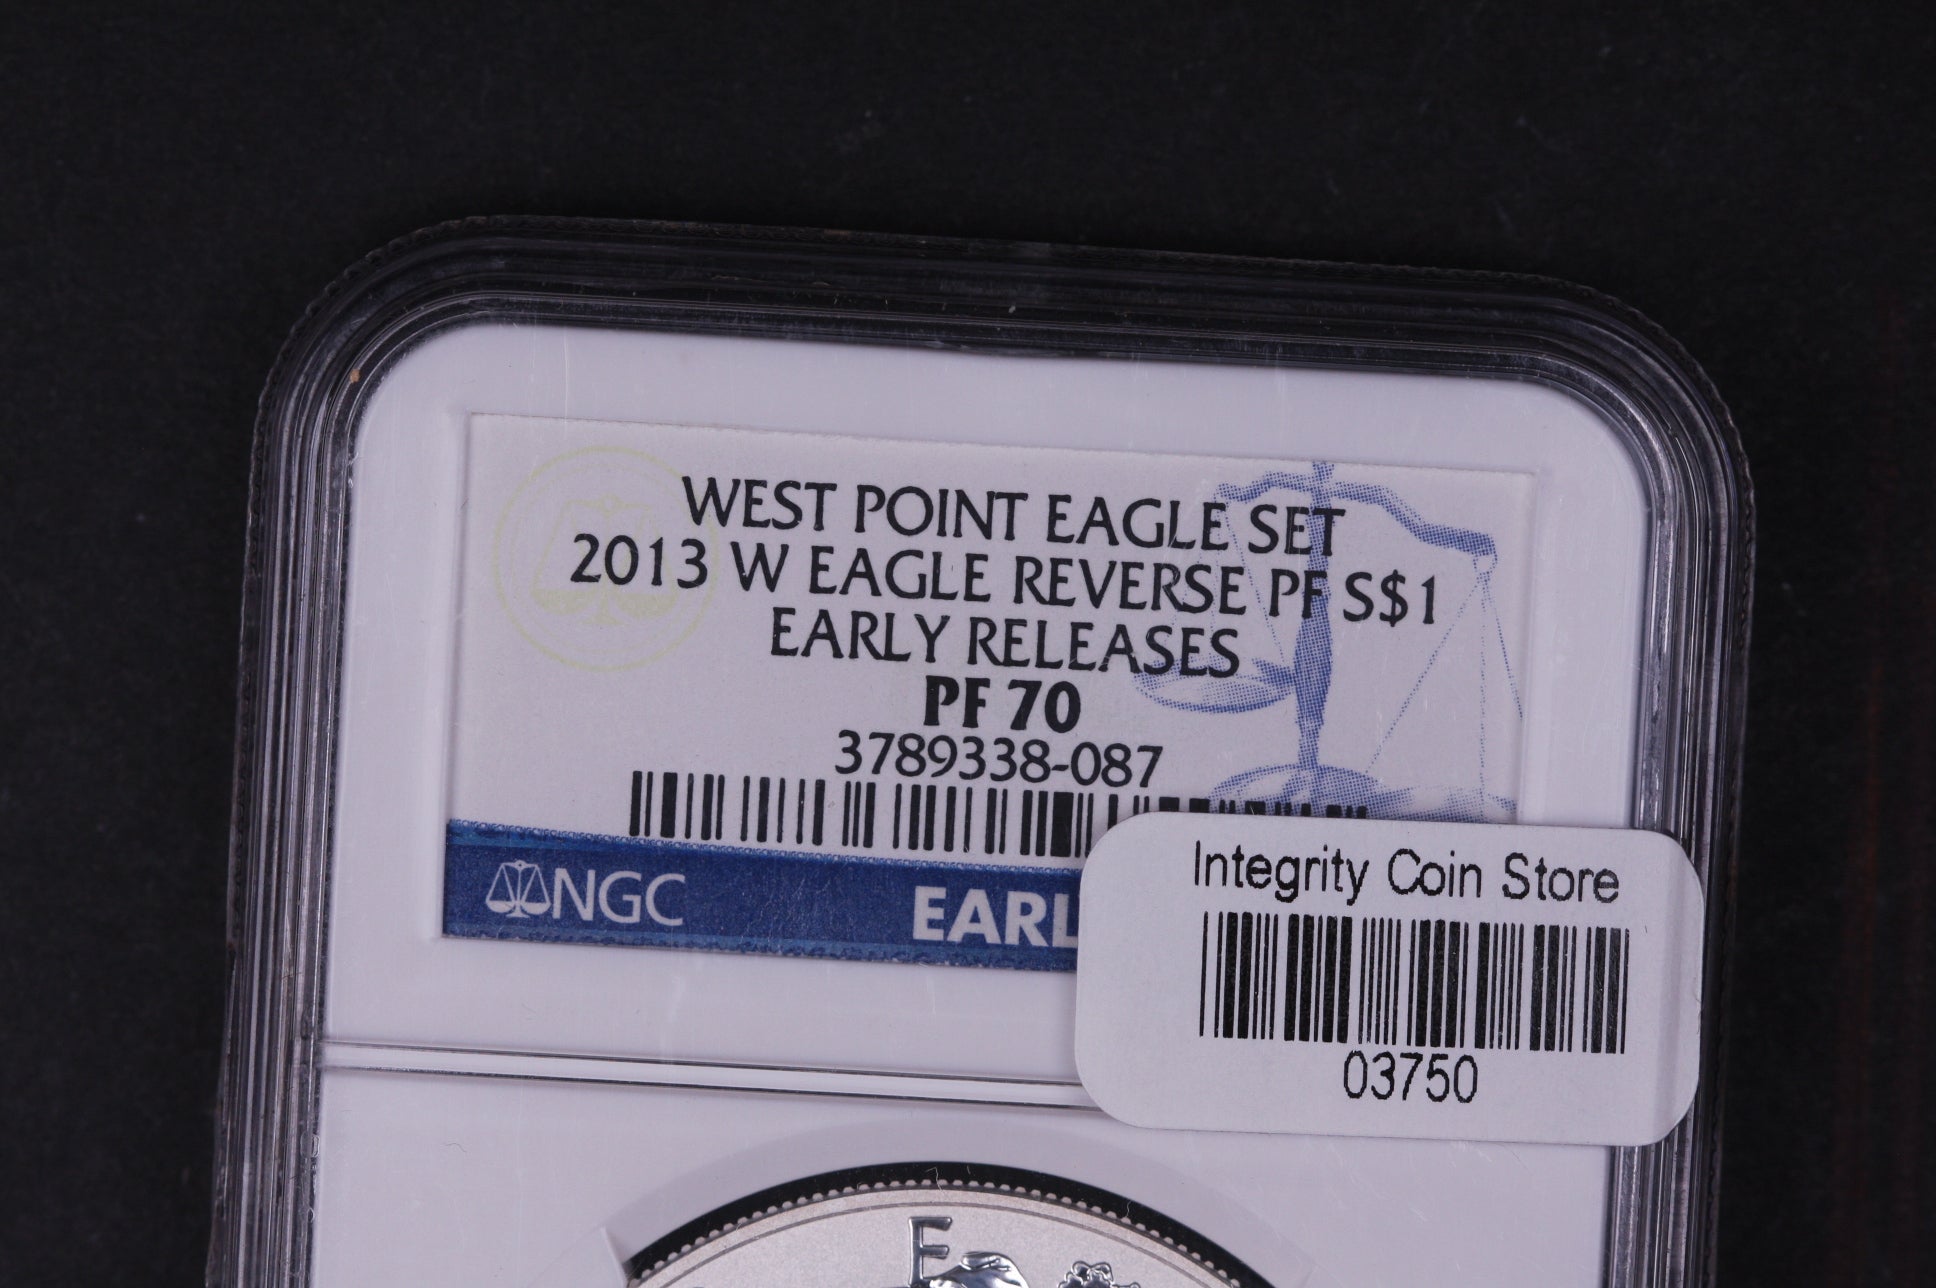 WEST POINT EAGLE SET
2013 W EAGLE REVERSE PF S$1
EARLY RELEASES
PF 70
3789338-087
NGC
EARL
Integrity Coin Store
03750
E